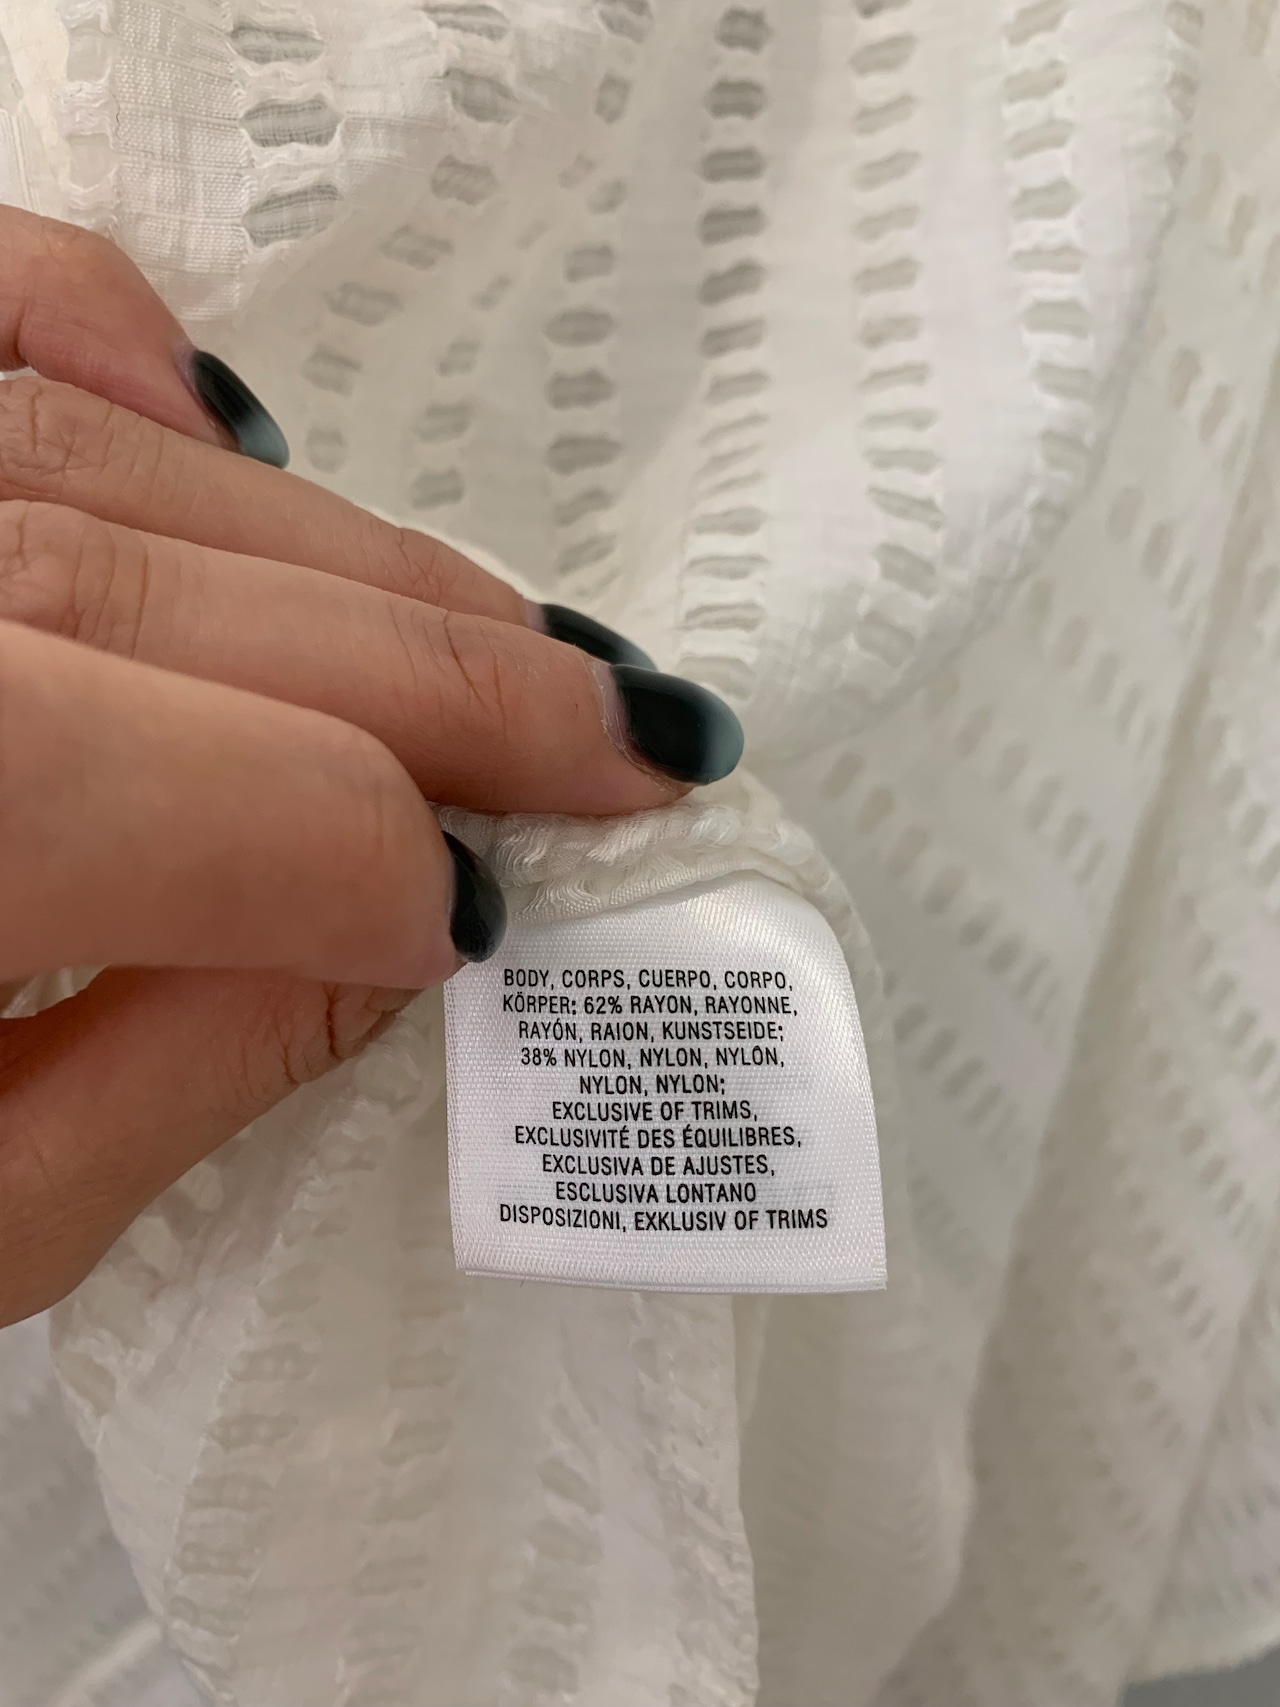 BODY, CORPS, CUERPO, CORPO,
KÖRPER: 62% RAYON, RAYONNE,
RAYÓN, RAION, KUNSTSEIDE;
38% NYLON, NYLON, NYLÔN,
NYLON, NYLON;
EXCLUSIVE OF TRIMS,
EXCLUSIVITÉ DES ÉQUILIBRES,
EXCLUSIVA DE AJUSTES,
ESCLUSIVA LONTANO
DISPOSIZIONI, EXKLUSIV OF TRIMS